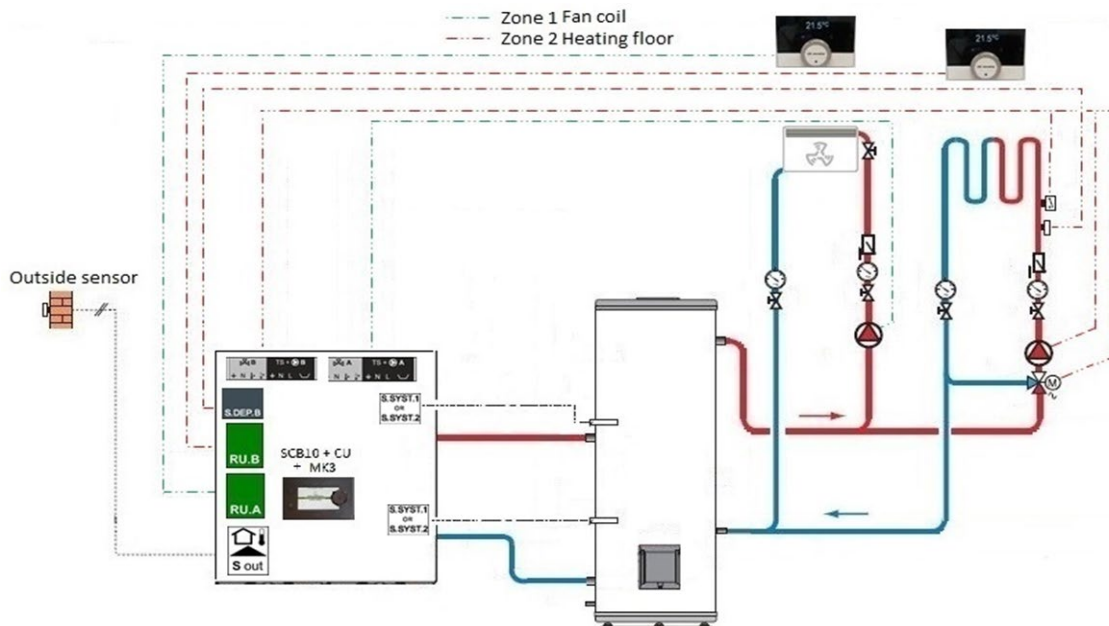 Zone 1 Fan coil
Zone 2 Heating floor
21.5°C
21.5°C
Outside sensor
B
TS + B
+ N
+ N L
A
TS + A
+ N
+ N L
S.DEP.B
RU.B
RU.A
S out
SCB10 + CU
+ MK3
S.SYST.1
OR
S.SYST.2
S.SYST.1
OR
S.SYST.2
M